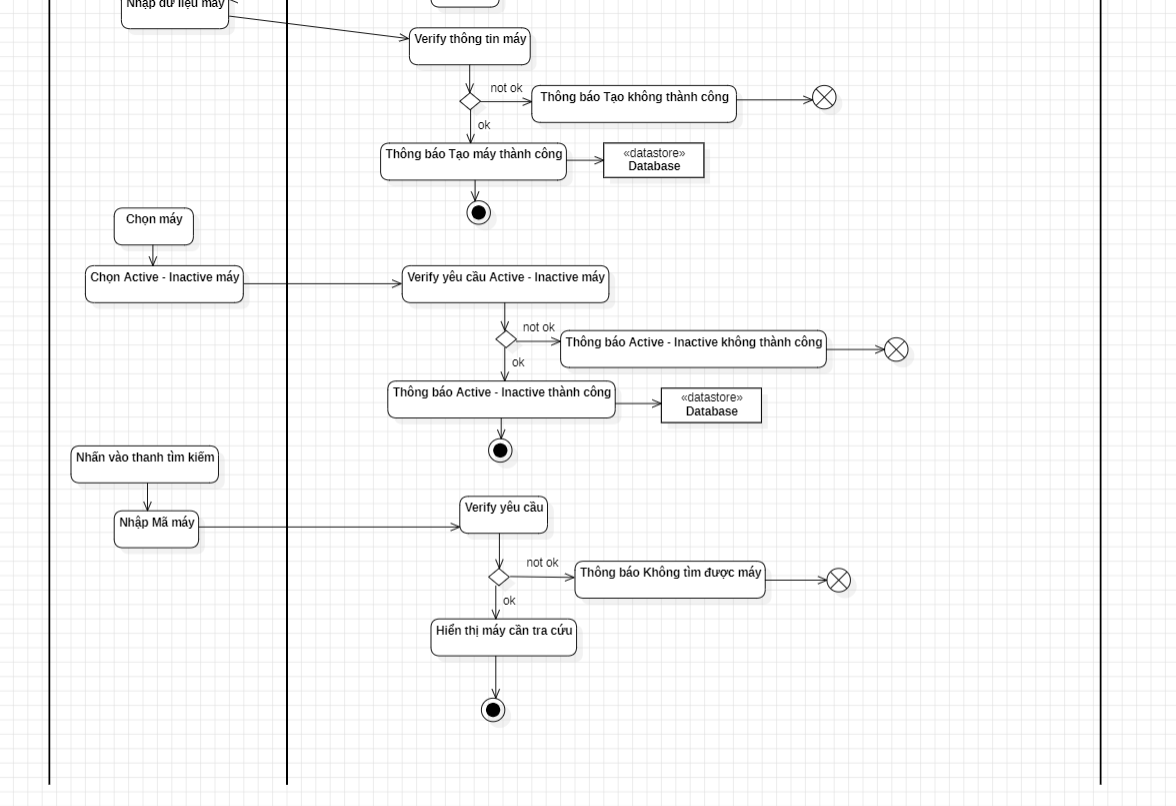 Nhập dữ liệu máy
Verify thông tin máy
not ok
Thông báo Tạo không thành công
ok
Thông báo Tạo máy thành công
«datastore»
Database
Chọn máy
Chọn Active - Inactive máy
Verify yêu cầu Active - Inactive máy
not ok
Thông báo Active - Inactive không thành công
ok
Thông báo Active - Inactive thành công
«datastore»
Database
Nhấn vào thanh tìm kiếm
Nhập Mã máy
Verify yêu cầu
not ok
Thông báo Không tìm được máy
ok
Hiển thị máy cần tra cứu